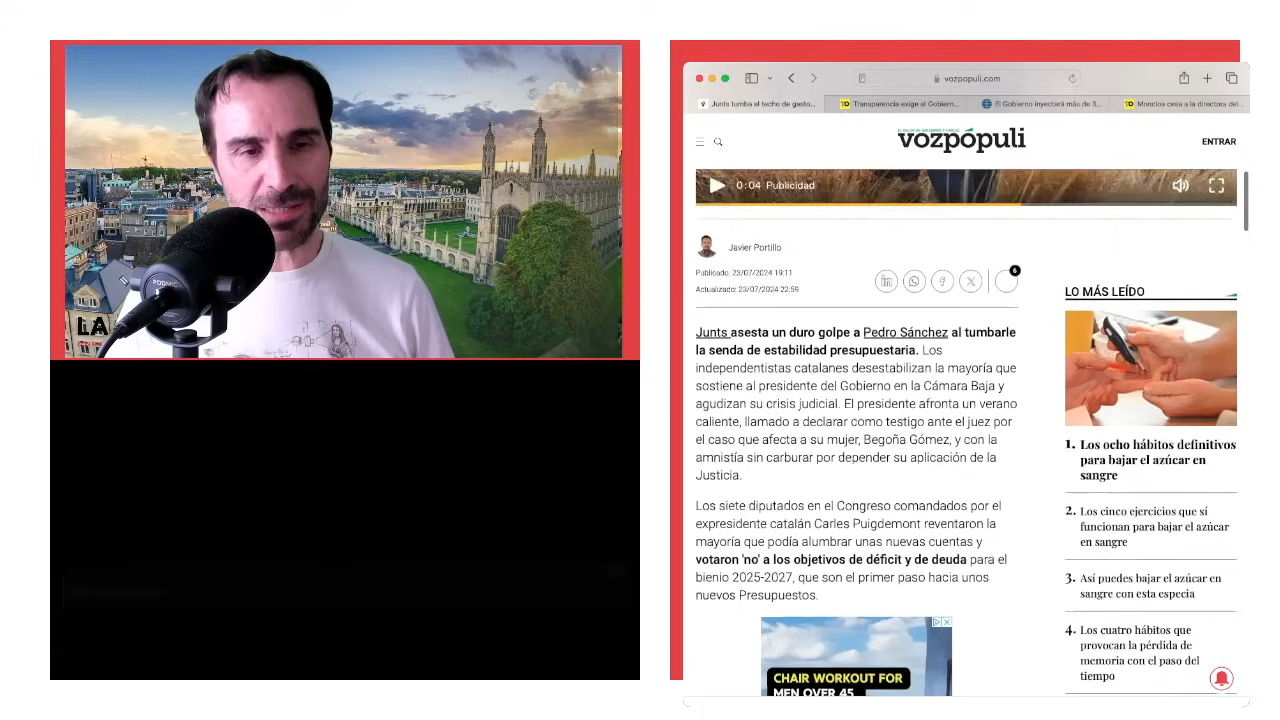 PODMIC
LA
vozpopuli.com
Junts tumba el techo de gasto...
TO Transparencia exige al Gobiern...
El Gobierno inyectará más de 3...
TO Moncloa cesa a la directora del...
vozpópuli
ENTRAR
0:04 Publicidad
Javier Portillo
Publicado: 23/07/2024 19:11
Actualizado: 23/07/2024 22:59
6
Junts asesta un duro golpe a Pedro Sánchez al tumbarle
la senda de estabilidad presupuestaria. Los
independentistas catalanes desestabilizan la mayoría que
sostiene al presidente del Gobierno en la Cámara Baja y
agudizan su crisis judicial. El presidente afronta un verano
caliente, llamado a declarar como testigo ante el juez por
el caso que afecta a su mujer, Begoña Gómez, y con la
amnistía sin carburar por depender su aplicación de la
Justicia.
Los siete diputados en el Congreso comandados por el
expresidente catalán Carles Puigdemont reventaron la
mayoría que podía alumbrar unas nuevas cuentas y
votaron 'no' a los objetivos de déficit y de deuda para el
bienio 2025-2027, que son el primer paso hacia unos
nuevos Presupuestos.
CHAIR WORKOUT FOR
MEN OVER 45
LO MÁS LEÍDO
1. Los ocho hábitos definitivos
para bajar el azúcar en
sangre
2. Los cinco ejercicios que sí
funcionan para bajar el azúcar
en sangre
3. Así puedes bajar el azúcar en
sangre con esta especia
4. Los cuatro hábitos que
provocan la pérdida de
memoria con el paso del
tiempo